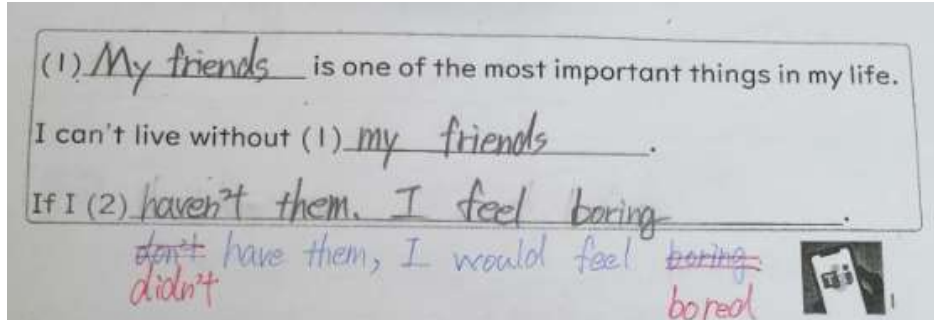 (1) My friends is one of the most important things in my life.
I can't live without (1) my friends.
If I (2) haven't them. I feel boring.
don't have them, I would feel boring
didn't bored